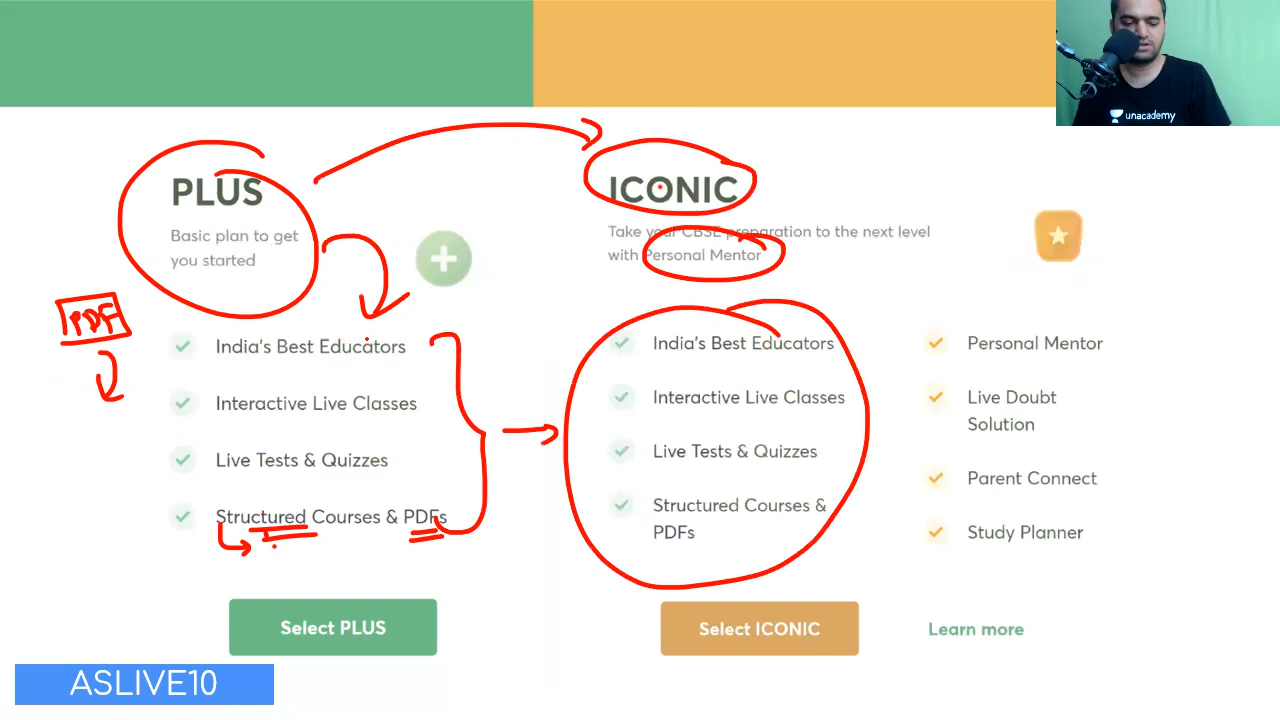 unacademy
PLUS
Basic plan to get
you started
PDF
India's Best Educators
Interactive Live Classes
Live Tests & Quizzes
Structured Courses & PDFs
Select PLUS
ICONIC
Take your CBSE preparation to the next level
with Personal Mentor
India's Best Educators
Interactive Live Classes
Live Tests & Quizzes
Structured Courses &
PDFs
Personal Mentor
Live Doubt
Solution
Parent Connect
Study Planner
Select ICONIC
Learn more
ASLIVE10